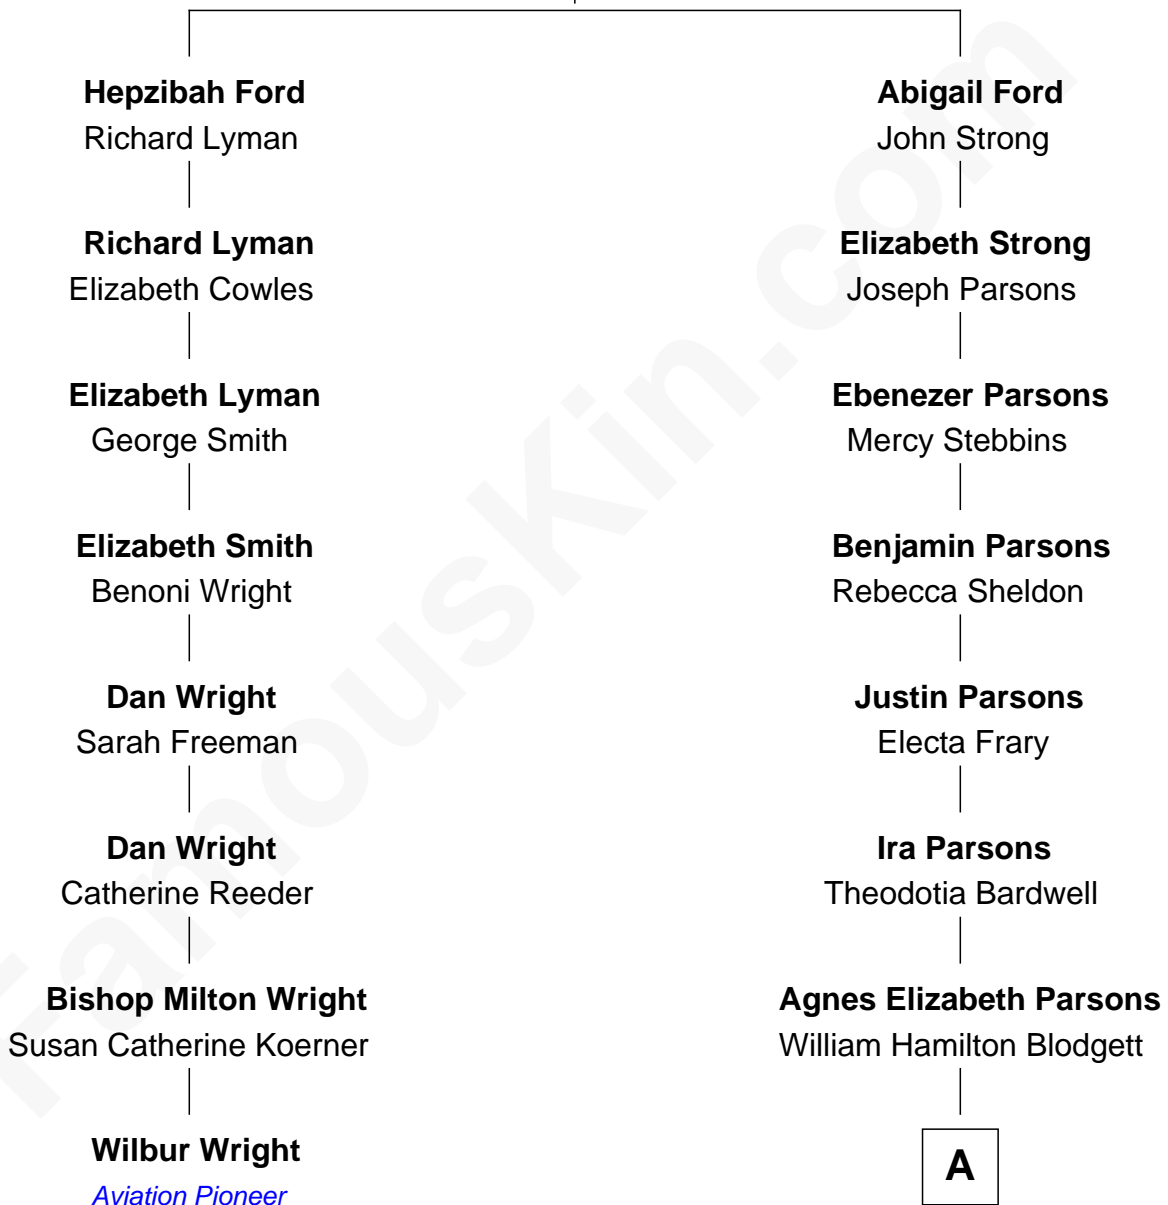 Hepzibah Ford
Richard Lyman
Richard Lyman
Elizabeth Cowles
Elizabeth Lyman
George Smith
Elizabeth Smith
Benoni Wright
Dan Wright
Sarah Freeman
Dan Wright
Catherine Reeder
Bishop Milton Wright
Susan Catherine Koerner
Wilbur Wright
Aviation Pioneer
Abigail Ford
John Strong
Elizabeth Strong
Joseph Parsons
Ebenezer Parsons
Mercy Stebbins
Benjamin Parsons
Rebecca Sheldon
Justin Parsons
Electa Frary
Ira Parsons
Theodotia Bardwell
Agnes Elizabeth Parsons
William Hamilton Blodgett
A
FamousKin.com